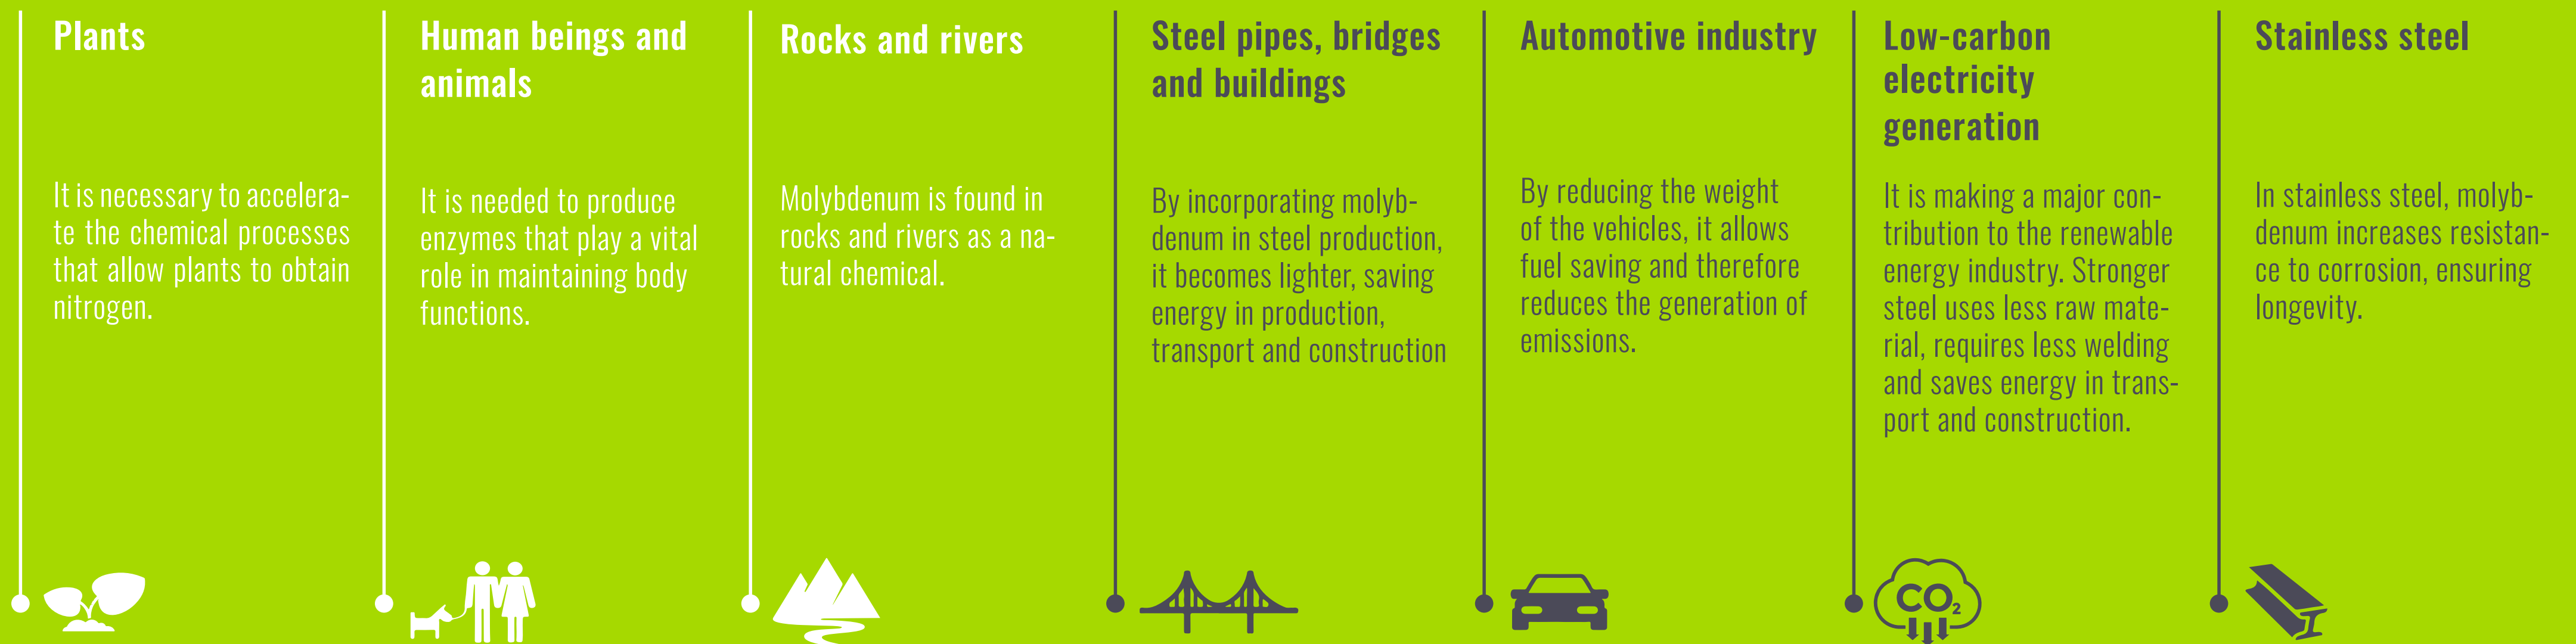 Plants
It is necessary to accelera-
te the chemical processes
that allow plants to obtain
nitrogen.
Human beings and
animals
It is needed to produce
enzymes that play a vital
role in maintaining body
functions.
Rocks and rivers
Molybdenum is found in
rocks and rivers as a na-
tural chemical.
Steel pipes, bridges
and buildings
By incorporating molyb-
denum in steel production,
it becomes lighter, saving
energy in production,
transport and construction
Automotive industry
By reducing the weight
of the vehicles, it allows
fuel saving and therefore
reduces the generation of
emissions.
Low-carbon
electricity
generation
It is making a major con-
tribution to the renewable
energy industry. Stronger
steel uses less raw mate-
rial, requires less welding
and saves energy in trans-
port and construction.
CO2
Stainless steel
In stainless steel, molyb-
denum increases resistan-
ce to corrosion, ensuring
longevity.